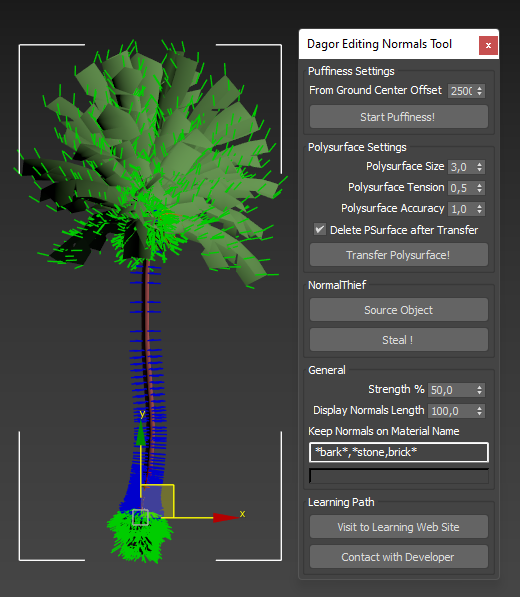 Dagor Editing Normals Tool
x
Puffiness Settings
From Ground Center Offset 2500
Start Puffiness!
Polysurface Settings
Polysurface Size 3,0
Polysurface Tension 0,5
Polysurface Accuracy 1,0
Delete PSurface after Transfer
Transfer Polysurface!
NormalThief
Source Object
Steal !
General
Strength % 50,0
Display Normals Length 100,0
Keep Normals on Material Name
*bark*,*stone,brick*
Learning Path
Visit to Learning Web Site
Contact with Developer
y
x